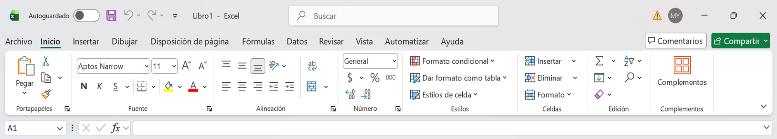 Autoguardado Libro1 - Excel Buscar MY
Archivo Inicio Insertar Dibujar Disposición de página Fórmulas Datos Revisar Vista Automatizar Ayuda Comentarios Compartir
Aptos Narrow 11 A A ab General Formato condicional Insertar Σ
Pegar N K S A $ % 000 Dar formato como tabla Eliminar Complementos
Estilos de celda Formato
Portapapeles Fuente Alineación Número Estilos Celdas Edición Complementos
A1 fx